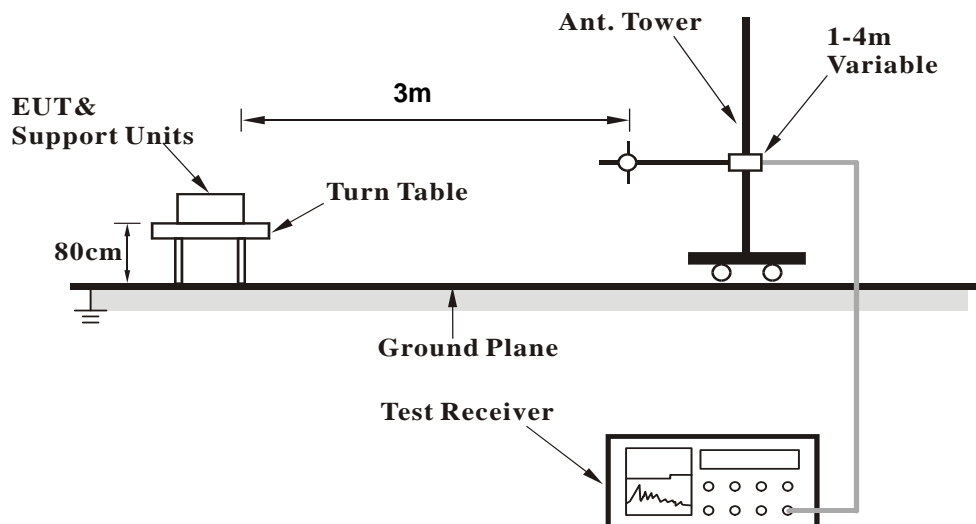 Ant. Tower
1-4m
Variable
3m
EUT&
Support Units
Turn Table
80cm
Ground Plane
Test Receiver